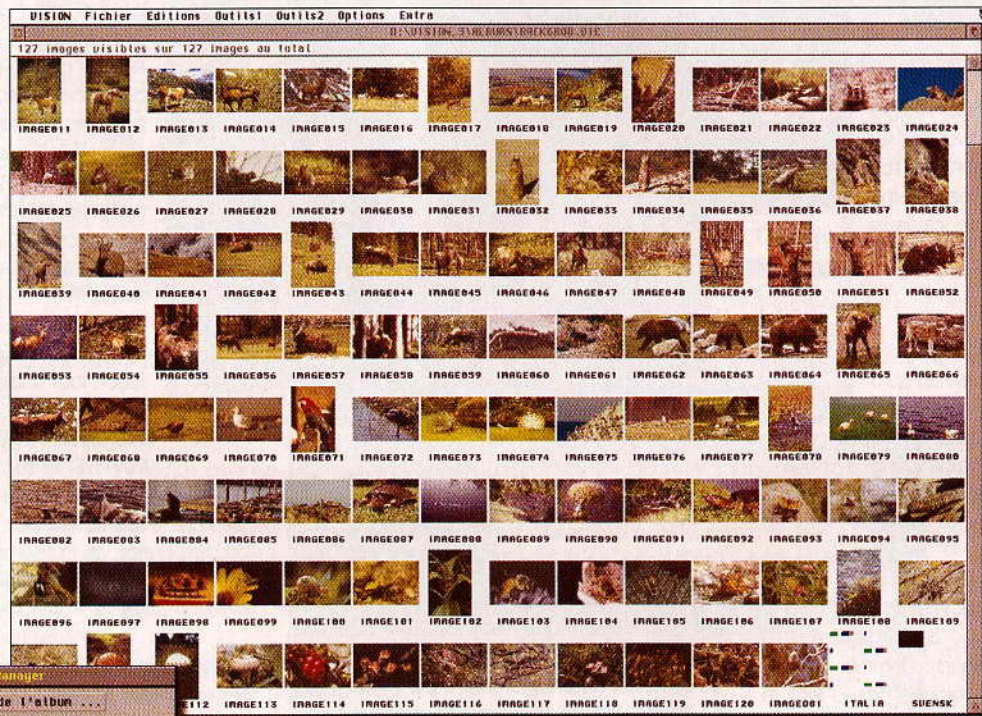 VISION Fichier Editions Outils1 Outils2 Options Extra
127 images visibles sur 127 images au total
IMAGE011 IMAGE012 IMAGE013 IMAGE014 IMAGE015 IMAGE016 IMAGE017 IMAGE018 IMAGE019 IMAGE020 IMAGE021 IMAGE022 IMAGE023 IMAGE024
IMAGE025 IMAGE026 IMAGE027 IMAGE028 IMAGE029 IMAGE030 IMAGE031 IMAGE032 IMAGE033 IMAGE034 IMAGE035 IMAGE036 IMAGE037 IMAGE038
IMAGE039 IMAGE040 IMAGE041 IMAGE042 IMAGE043 IMAGE044 IMAGE045 IMAGE046 IMAGE047 IMAGE048 IMAGE049 IMAGE050 IMAGE051 IMAGE052
IMAGE053 IMAGE054 IMAGE055 IMAGE056 IMAGE057 IMAGE058 IMAGE059 IMAGE060 IMAGE061 IMAGE062 IMAGE063 IMAGE064 IMAGE065 IMAGE066
IMAGE067 IMAGE068 IMAGE069 IMAGE070 IMAGE071 IMAGE072 IMAGE073 IMAGE074 IMAGE075 IMAGE076 IMAGE077 IMAGE078 IMAGE079 IMAGE080
IMAGE082 IMAGE083 IMAGE084 IMAGE085 IMAGE086 IMAGE087 IMAGE088 IMAGE089 IMAGE090 IMAGE091 IMAGE092 IMAGE093 IMAGE094 IMAGE095
IMAGE096 IMAGE097 IMAGE098 IMAGE099 IMAGE100 IMAGE101 IMAGE102 IMAGE103 IMAGE104 IMAGE105 IMAGE106 IMAGE107 IMAGE108 IMAGE109
E112 IMAGE113 IMAGE114 IMAGE115 IMAGE116 IMAGE117 IMAGE118 IMAGE119 IMAGE120 IMAGE081 ITALIA SVENSK
anager
de l'album ...